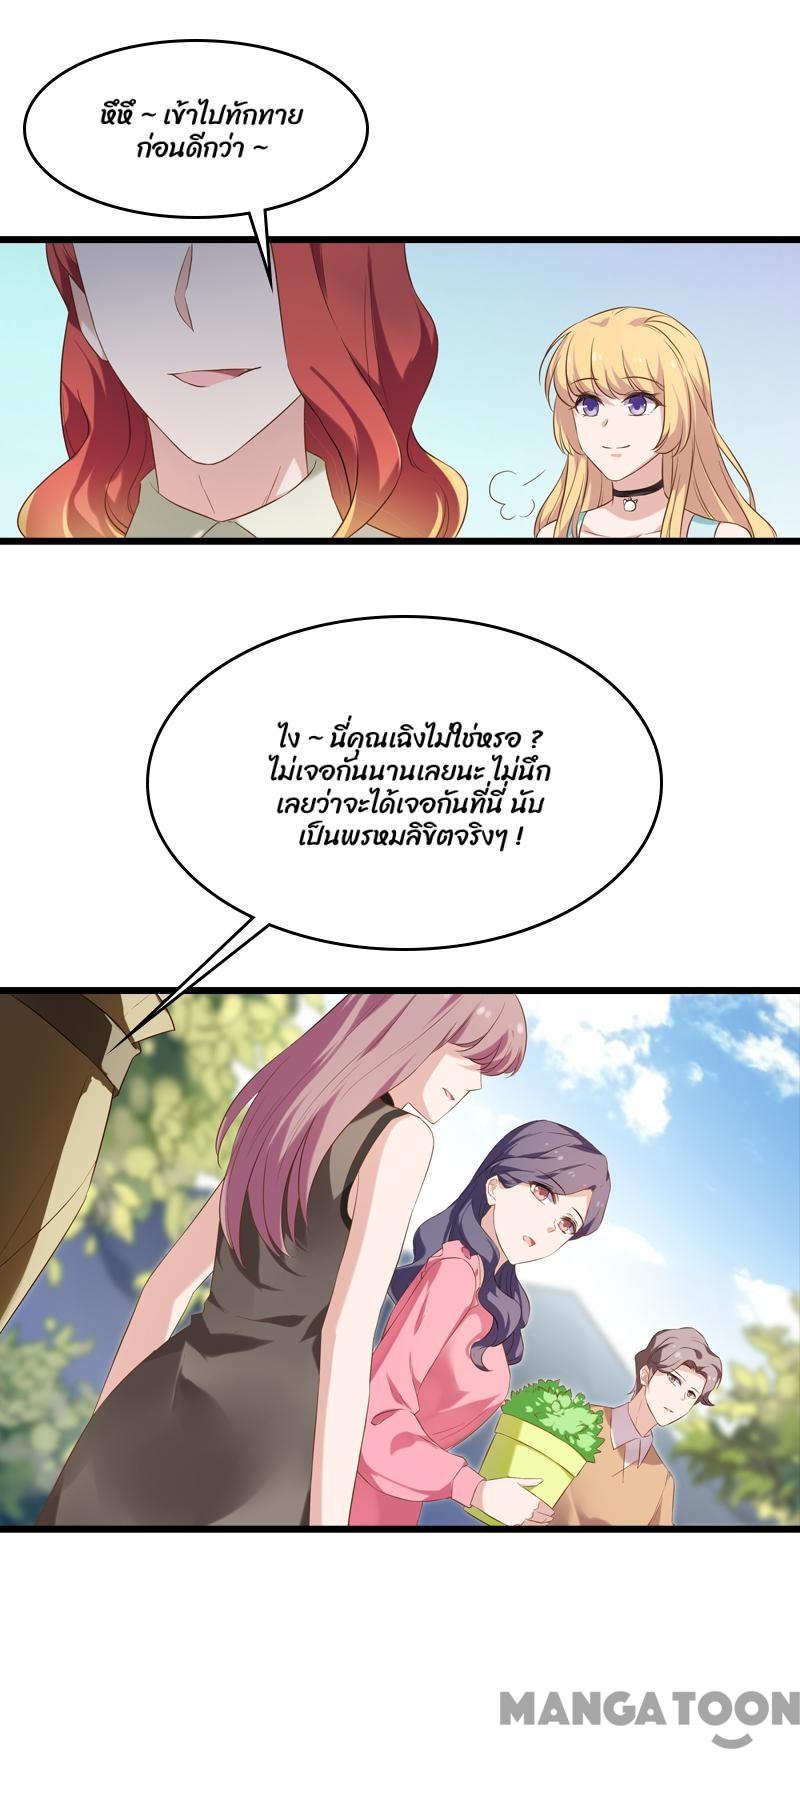 หึหึ ~ เข้าไปทักทาย
ก่อนดีกว่า ~
ไง ~ นี่คุณเฉิงไม่ใช่หรอ ?
ไม่เจอกันนานเลยนะ ไม่นึก
เลยว่าจะได้เจอกันที่นี่ นับ
เป็นพรหมลิขิตจริงๆ !
MANGATOON